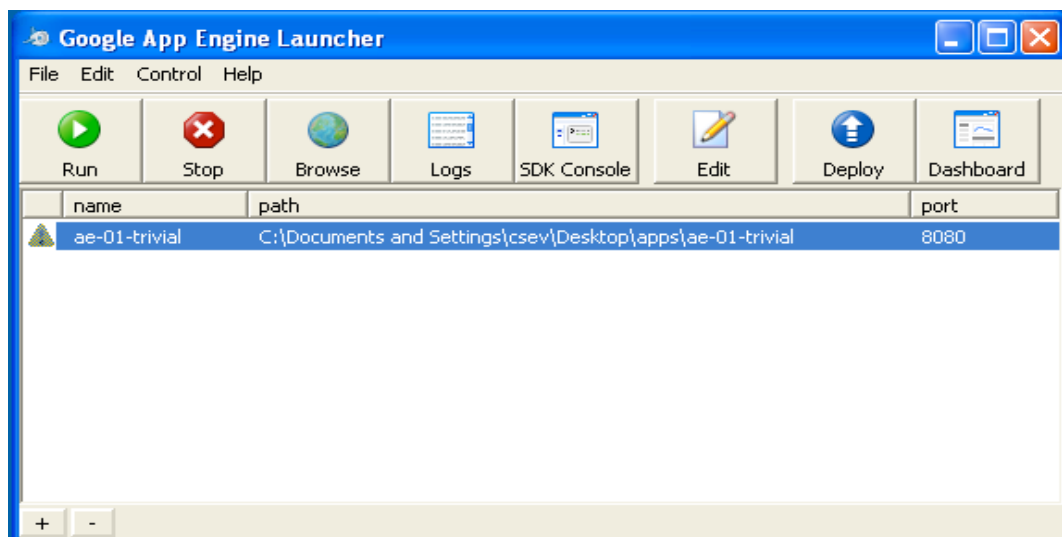 Google App Engine Launcher
File Edit Control Help
Run Stop Browse Logs SDK Console Edit Deploy Dashboard
name path port
ae-01-trivial C:\Documents and Settings\csev\Desktop\apps\ae-01-trivial 8080
+ -